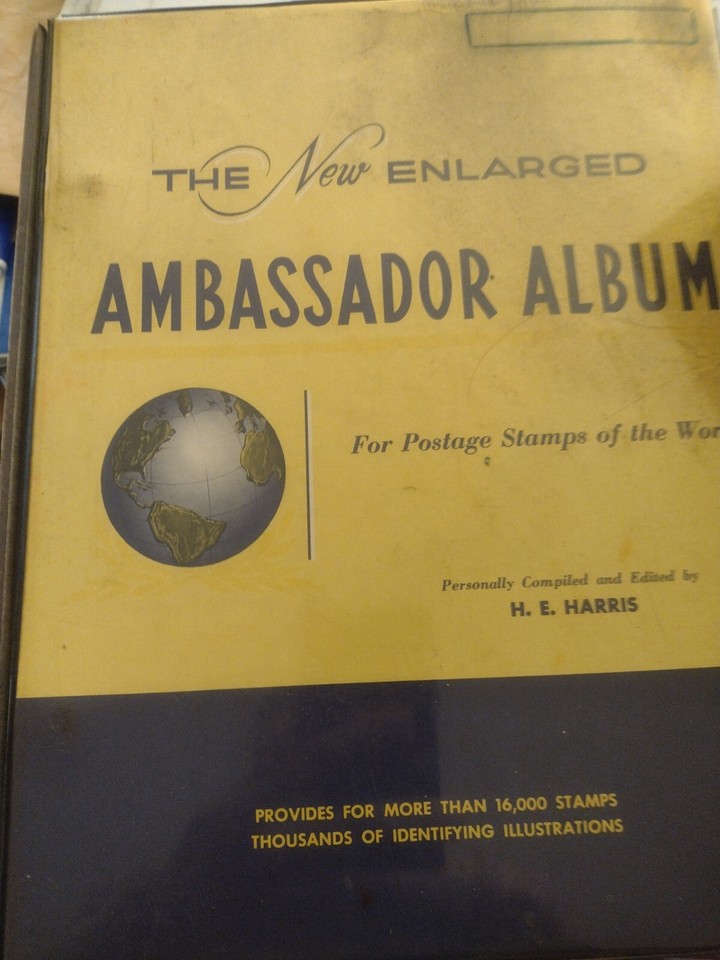 THE New ENLARGED
AMBASSADOR ALBUM
For Postage Stamps of the Wor
Personally Compiled and Edited by
H. E. HARRIS
PROVIDES FOR MORE THAN 16,000 STAMPS
THOUSANDS OF IDENTIFYING ILLUSTRATIONS